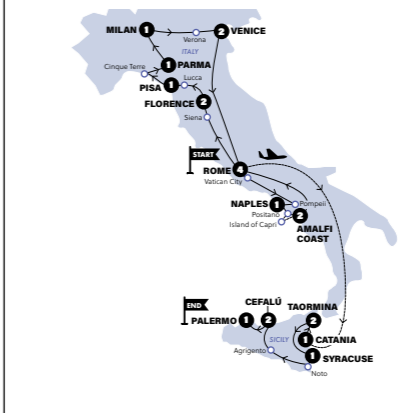 MILAN 1
2 VENICE
Verona
ITALY
Cinque Terre
1 PARMA
PISA 1
Lucca
FLORENCE 2
Siena
START
ROME 4
Vatican City
NAPLES 1
Pompeii
Positano
2
Island of Capri
AMALFI
COAST
END
CEFALÚ
TAORMINA
PALERMO 1
2
2
SICILY
1 CATANIA
Agrigento
1 SYRACUSE
Noto